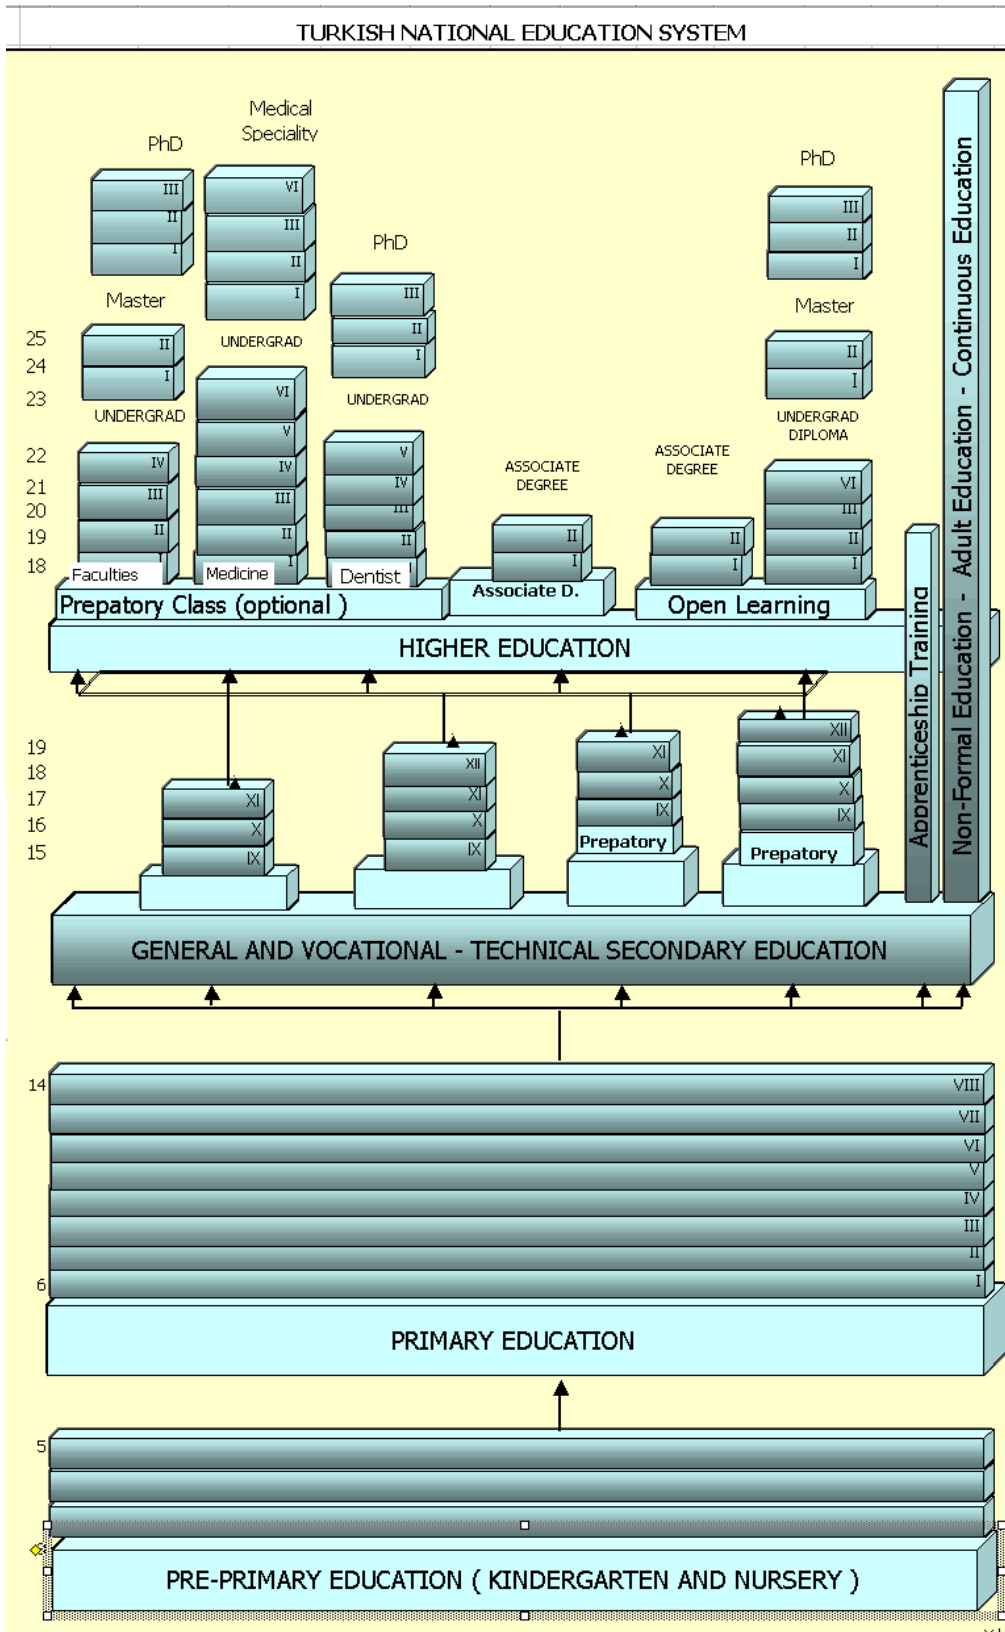 TURKISH NATIONAL EDUCATION SYSTEM
Medical
Speciality
PhD
PhD
III
II
I
VI
III
II
I
PhD
III
II
I
III
II
I
Master
Master
25
24
23
II
I
UNDERGRAD
UNDERGRAD
UNDERGRAD
II
I
UNDERGRAD
DIPLOMA
22
21
20
19
18
IV
III
II
I
VI
V
IV
III
II
I
V
IV
III
II
ASSOCIATE
DEGREE
II
I
ASSOCIATE
DEGREE
II
I
VI
III
II
I
Faculties
Medicine
Dentist
Prepatory Class (optional )
Associate D.
Open Learning
HIGHER EDUCATION
Apprenticeship Training
Non-Formal Education - Adult Education - Continuous Education
19
18
17
16
15
XI
X
IX
XII
XI
X
IX
XI
X
IX
Prepatory
XII
XI
X
IX
Prepatory
GENERAL AND VOCATIONAL - TECHNICAL SECONDARY EDUCATION
14
VIII
VII
VI
V
IV
III
II
6
I
PRIMARY EDUCATION
5
PRE-PRIMARY EDUCATION ( KINDERGARTEN AND NURSERY )